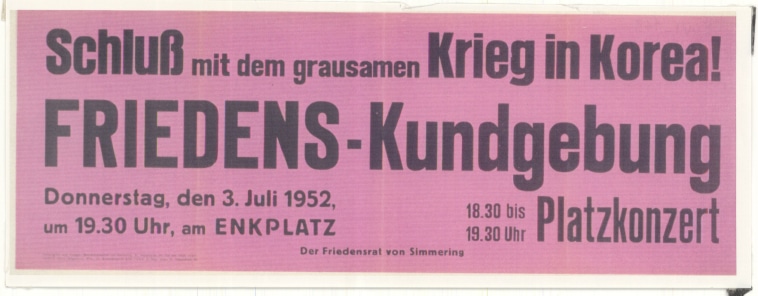 Schluß mit dem grausamen Krieg in Korea!
FRIEDENS-Kundgebung
Donnerstag, den 3. Juli 1952,
um 19.30 Uhr, am ENKPLATZ
18.30 bis
19.30 Uhr
Platzkonzert
Der Friedensrat von Simmering